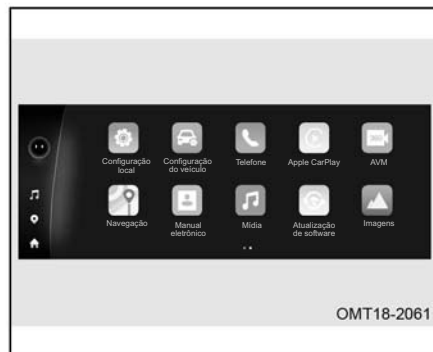 Configuração
local
Configuração
do veículo
Telefone
Apple CarPlay
AVM
Navegação
Manual
eletrônico
Mídia
Atualização
de software
Imagens
OMT18-2061